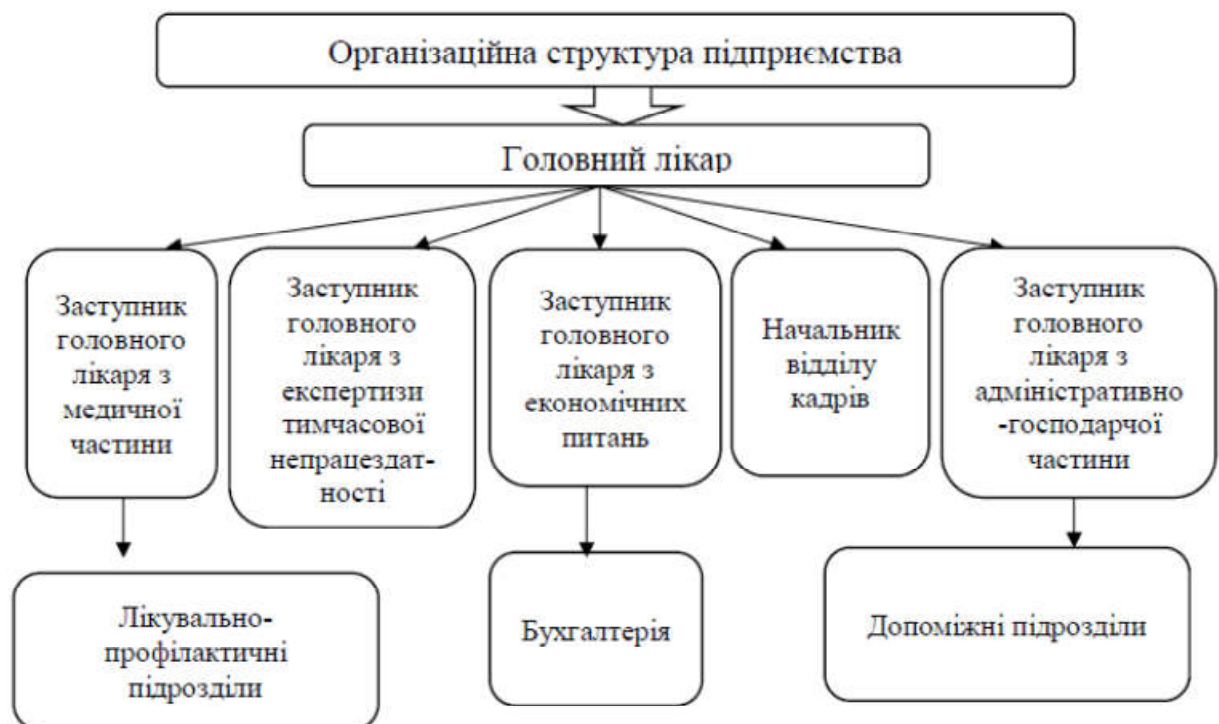 Організаційна структура підприємства
Головний лікар
Заступник
головного
лікаря з
медичної
частини
Заступник
головного
лікаря з
експертизи
тимчасової
непрацездат-
ності
Заступник
головного
лікаря з
економічних
питань
Начальник
відділу
кадрів
Заступник
головного
лікаря з
адміністративно
-господарчої
частини
Лікувально-
профілактичні
підрозділи
Бухгалтерія
Допоміжні підрозділи